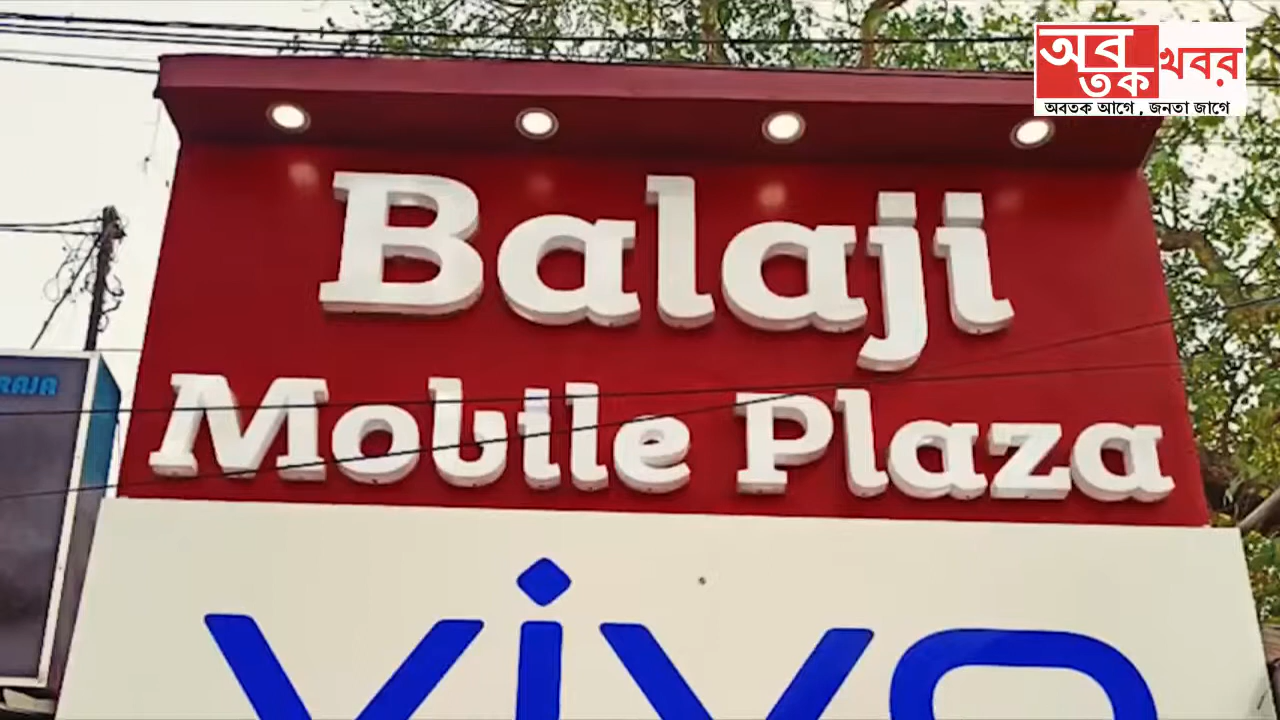 অব তক খবর
অবতক আগে , জনতা জাগে
Balaji
Mobile Plaza
RAJA
vivo